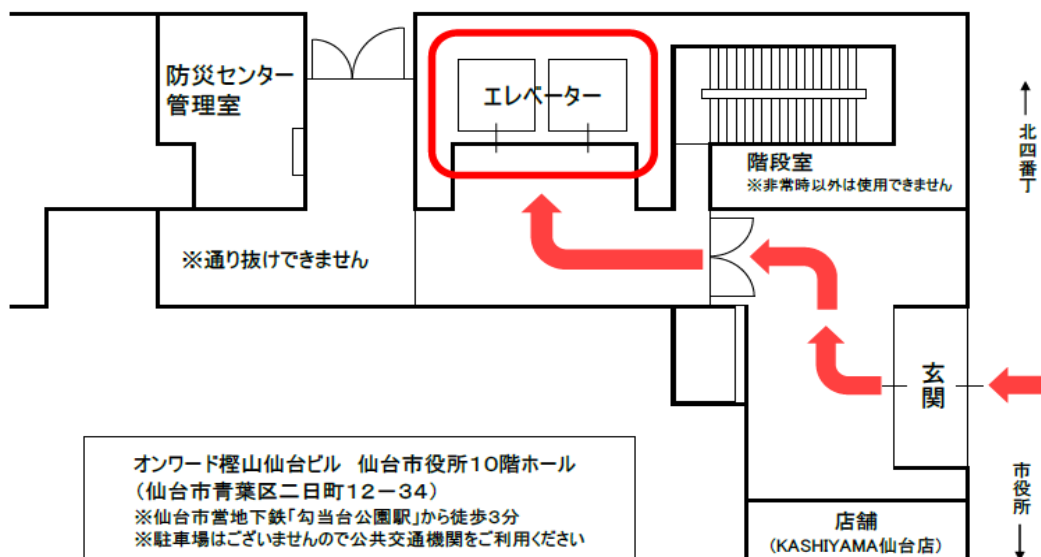 防災センター
管理室
エレベーター
階段室
※非常時以外は使用できません
北四番丁
※通り抜けできません
玄関
市役所
店舗
(KASHIYAMA仙台店)
オンワード樫山仙台ビル　仙台市役所10階ホール
(仙台市青葉区二日町12－34)
※仙台市営地下鉄「勾当台公園駅」から徒歩3分
※駐車場はございませんので公共交通機関をご利用ください